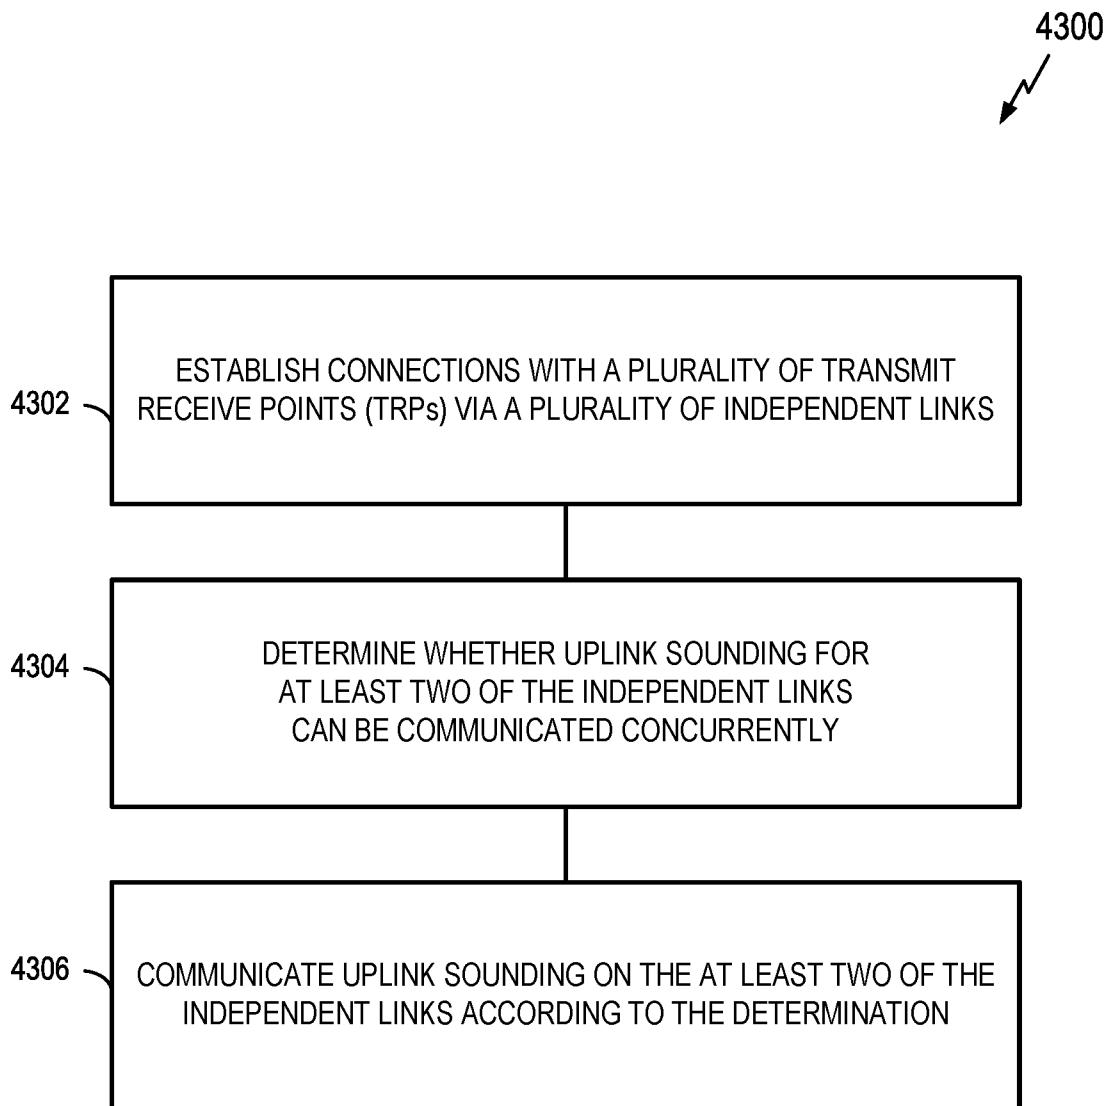 4300
4302
ESTABLISH CONNECTIONS WITH A PLURALITY OF TRANSMIT
RECEIVE POINTS (TRPs) VIA A PLURALITY OF INDEPENDENT LINKS
4304
DETERMINE WHETHER UPLINK SOUNDING FOR
AT LEAST TWO OF THE INDEPENDENT LINKS
CAN BE COMMUNICATED CONCURRENTLY
4306
COMMUNICATE UPLINK SOUNDING ON THE AT LEAST TWO OF THE
INDEPENDENT LINKS ACCORDING TO THE DETERMINATION